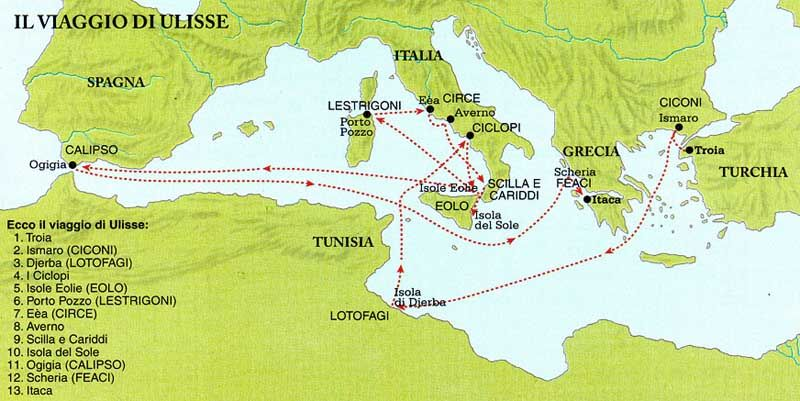 IL VIAGGIO DI ULISSE
ITALIA
SPAGNA
LESTRIGONI
Porto
Pozzo
Eèa
CIRCE
Averno
CICLOPI
CICONI
Ismaro
Troia
TURCHIA
GRECIA
Scheria
FEACI
Itaca
CALIPSO
Ogigia
Isole Eolie
EOLO
SCILLA E
CARIDDI
Isola
del Sole
TUNISIA
Isola
di Djerba
LOTOFAGI
Ecco il viaggio di Ulisse:
1. Troia
2. Ismaro (CICONI)
3. Djerba (LOTOFAGI)
4. I Ciclopi
5. Isole Eolie (EOLO)
6. Porto Pozzo (LESTRIGONI)
7. Eèa (CIRCE)
8. Averno
9. Scilla e Cariddi
10. Isola del Sole
11. Ogigia (CALIPSO)
12. Scheria (FEACI)
13. Itaca